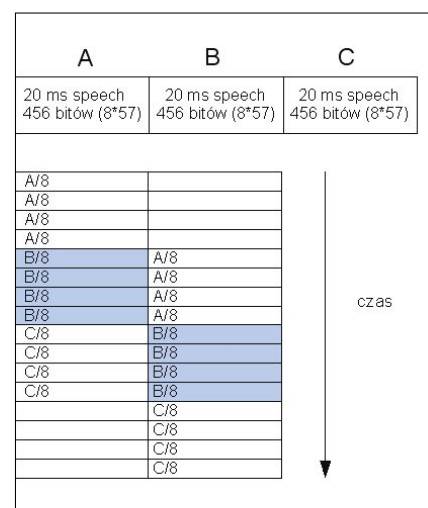 A B C
20 ms speech 20 ms speech 20 ms speech
456 bitów (8*57) 456 bitów (8*57) 456 bitów (8*57)
A/8
A/8
A/8
A/8
B/8 A/8
B/8 A/8
B/8 A/8
B/8 A/8
czas
C/8 B/8
C/8 B/8
C/8 B/8
C/8 B/8
C/8
C/8
C/8
C/8